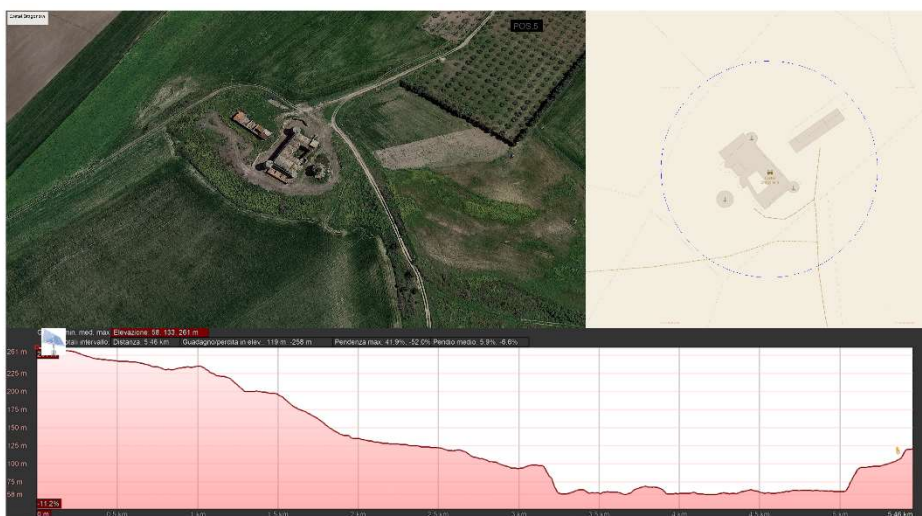 POS.5
min, med, max Elevazione: 58, 133, 261 m
intervallo: Distanza: 5.46 km Guadagno/perdita in elev.: 119 m, -258 m Pendenza max: 41.9%, -52.0% Pendio medio: 5.9%, -6.6%
261 m
225 m
200 m
175 m
150 m
125 m
100 m
75 m
58 m
-11.2%
0 m 0.5 km 1 km 1.5 km 2 km 2.5 km 3 km 3.5 km 4 km 4.5 km 5 km 5.46 km